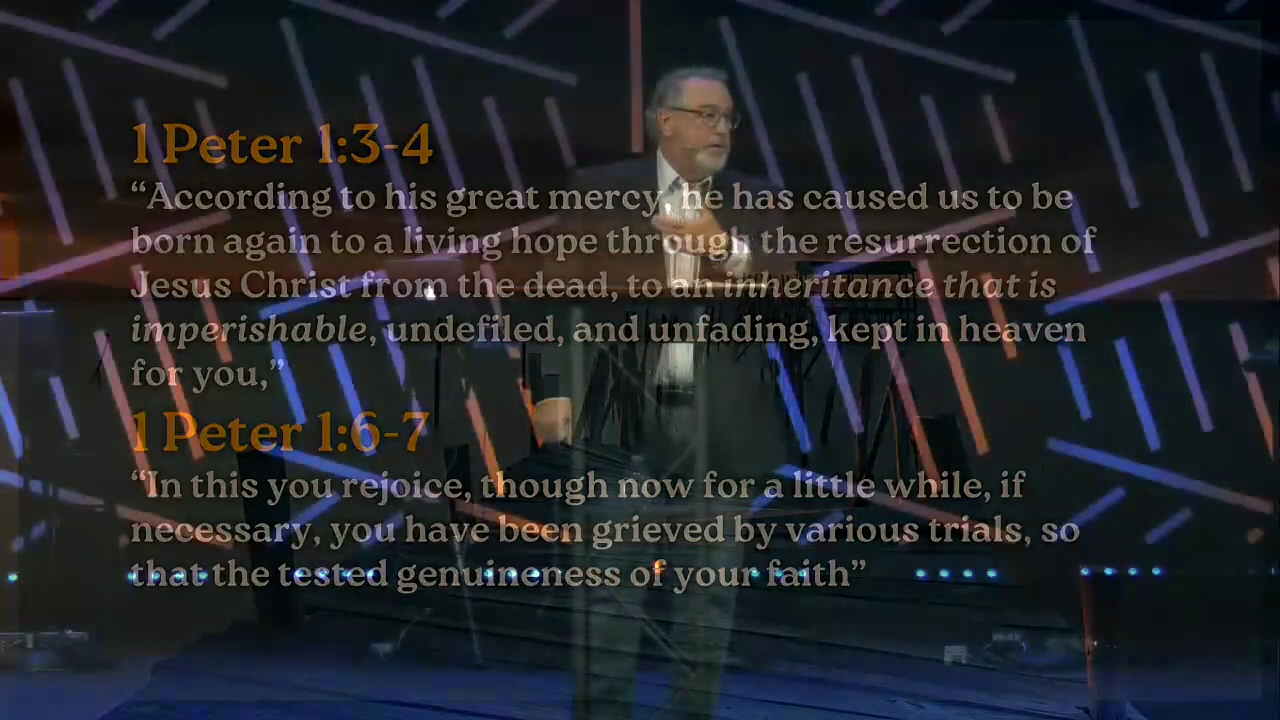 1 Peter 1:3-4
“According to his great mercy, he has caused us to be
born again to a living hope through the resurrection of
Jesus Christ from the dead, to an inheritance that is
imperishable, undefiled, and unfading, kept in heaven
for you,”
1 Peter 1:6-7
“In this you rejoice, though now for a little while, if
necessary, you have been grieved by various trials, so
that the tested genuineness of your faith”